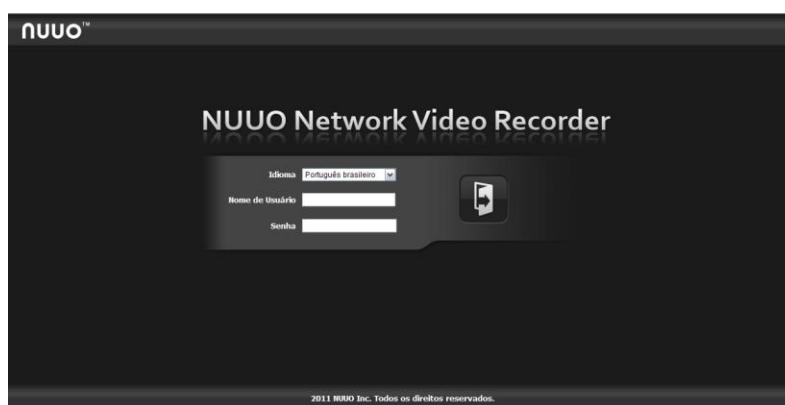 nuuo™
NUUO Network Video Recorder
Idioma Português brasileiro
Nome de Usuário
Senha
2011 NUUO Inc. Todos os direitos reservados.